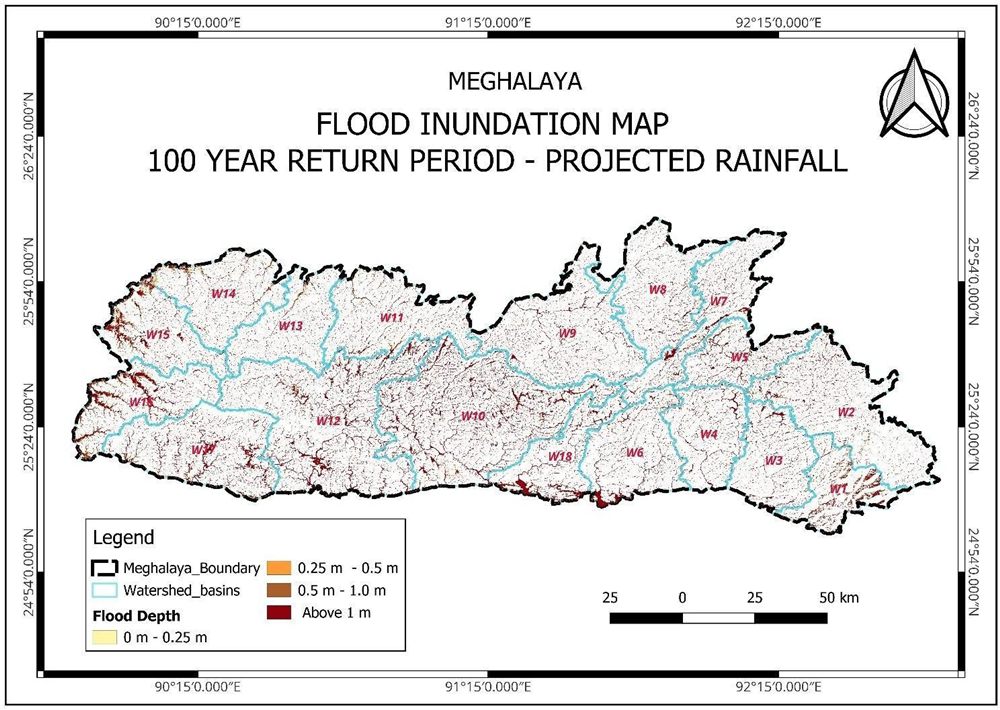 90°15′0.000″E 91°15′0.000″E 92°15′0.000″E
26°24′0.000″N
26°24′0.000″N
MEGHALAYA
FLOOD INUNDATION MAP
100 YEAR RETURN PERIOD - PROJECTED RAINFALL
25°54′0.000″N
25°54′0.000″N
W14
W13
W11
W15
W9
W8
W7
W5
25°24′0.000″N
25°24′0.000″N
W16
W12
W10
W2
W18
W6
W4
W3
W1
24°54′0.000″N
24°54′0.000″N
Legend
Meghalaya_Boundary
Watershed_basins
Flood Depth
0 m - 0.25 m
0.25 m - 0.5 m
0.5 m - 1.0 m
Above 1 m
25 0 25 50 km
90°15′0.000″E 91°15′0.000″E 92°15′0.000″E